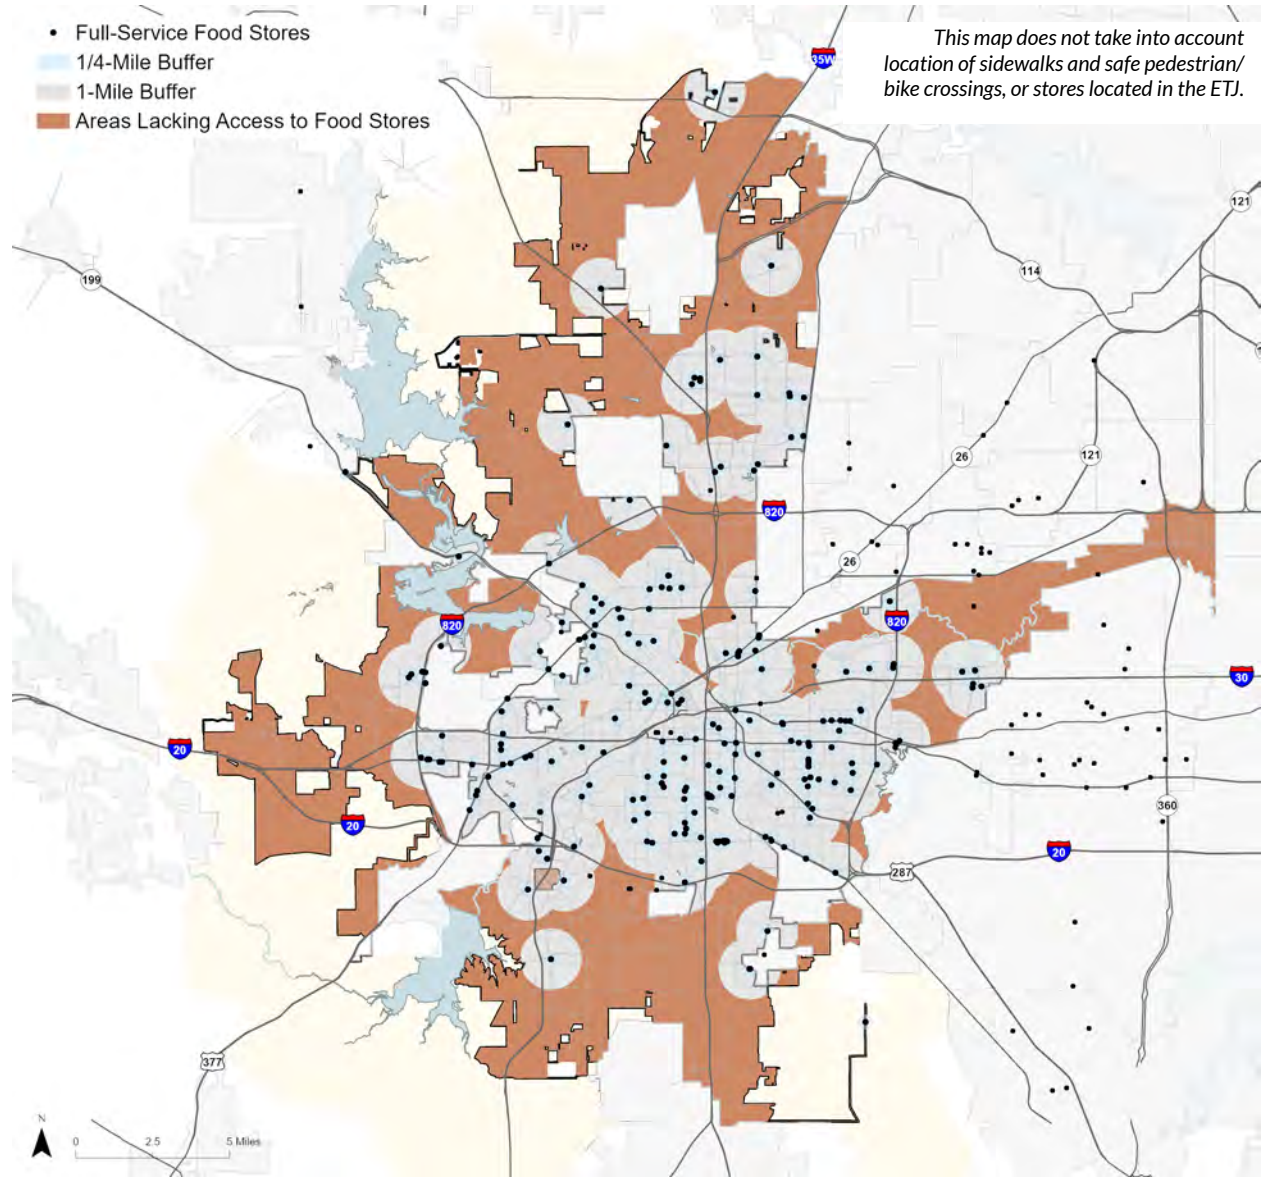 Full-Service Food Stores
1/4-Mile Buffer
1-Mile Buffer
Areas Lacking Access to Food Stores
This map does not take into account
location of sidewalks and safe pedestrian/
bike crossings, or stores located in the ETJ.
35W
121
114
199
26
121
820
26
820
820
30
20
20
360
20
287
377
N
0 2.5 5 Miles